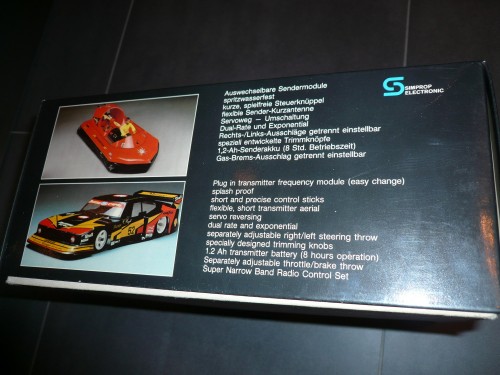 SIMPROP
ELECTRONIC
Auswechselbare Sendermodule
spritzwasserfest
kurze, spielfreie Steuerknüppel
flexible Sender-Kurzantenne
Servoweg – Umschaltung
Dual-Rate und Exponential
Rechts-/Links-Ausschläge getrennt einstellbar
speziell entwickelte Trimmknöpfe
1,2-Ah-Senderakku (8 Std. Betriebszeit)
Gas-Brems-Ausschlag getrennt einstellbar
Plug in transmitter frequency module (easy change)
splash proof
short and precise control sticks
flexible, short transmitter aerial
servo reversing
dual rate and exponential
separately adjustable right/left steering throw
specially designed trimming knobs
1.2 Ah transmitter battery (8 hours operation)
Separately adjustable throttle/brake throw
Super Narrow Band Radio Control Set
52